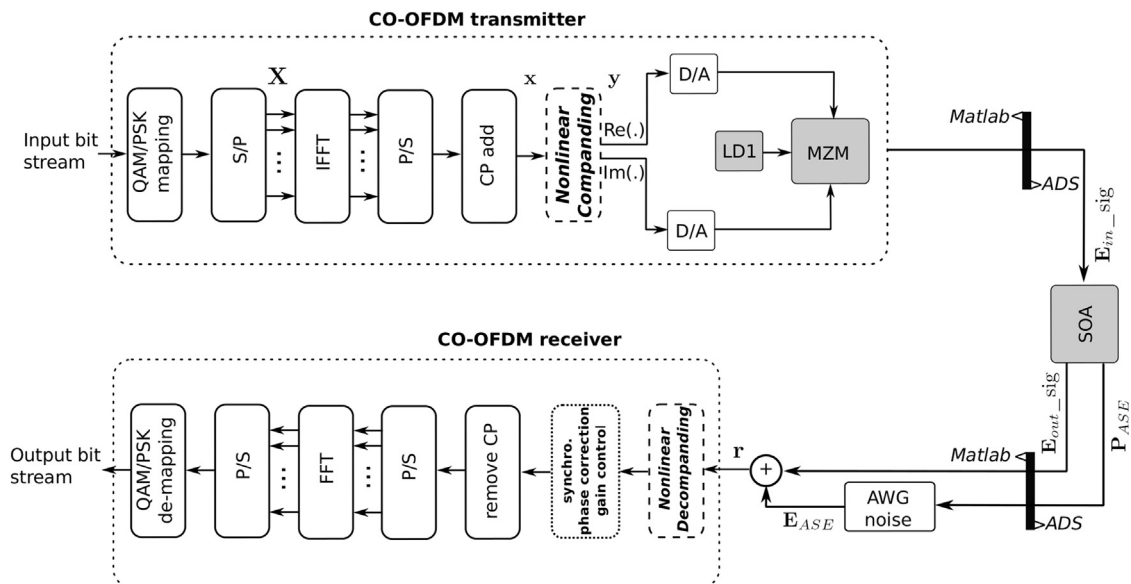 CO-OFDM transmitter
Input bit
stream
QAM/PSK
mapping
S/P
X
...
IFFT
...
P/S
CP add
x
Nonlinear
Companding
y
Re(.)
Im(.)
D/A
D/A
LD1
MZM
Matlab
ADS
E_in_sig
SOA
E_out_sig
P_ASE
Matlab
ADS
AWG
noise
E_ASE
+
r
CO-OFDM receiver
Nonlinear
Decompanding
synchro.
phase correction
gain control
remove CP
P/S
...
FFT
...
P/S
QAM/PSK
de-mapping
Output bit
stream